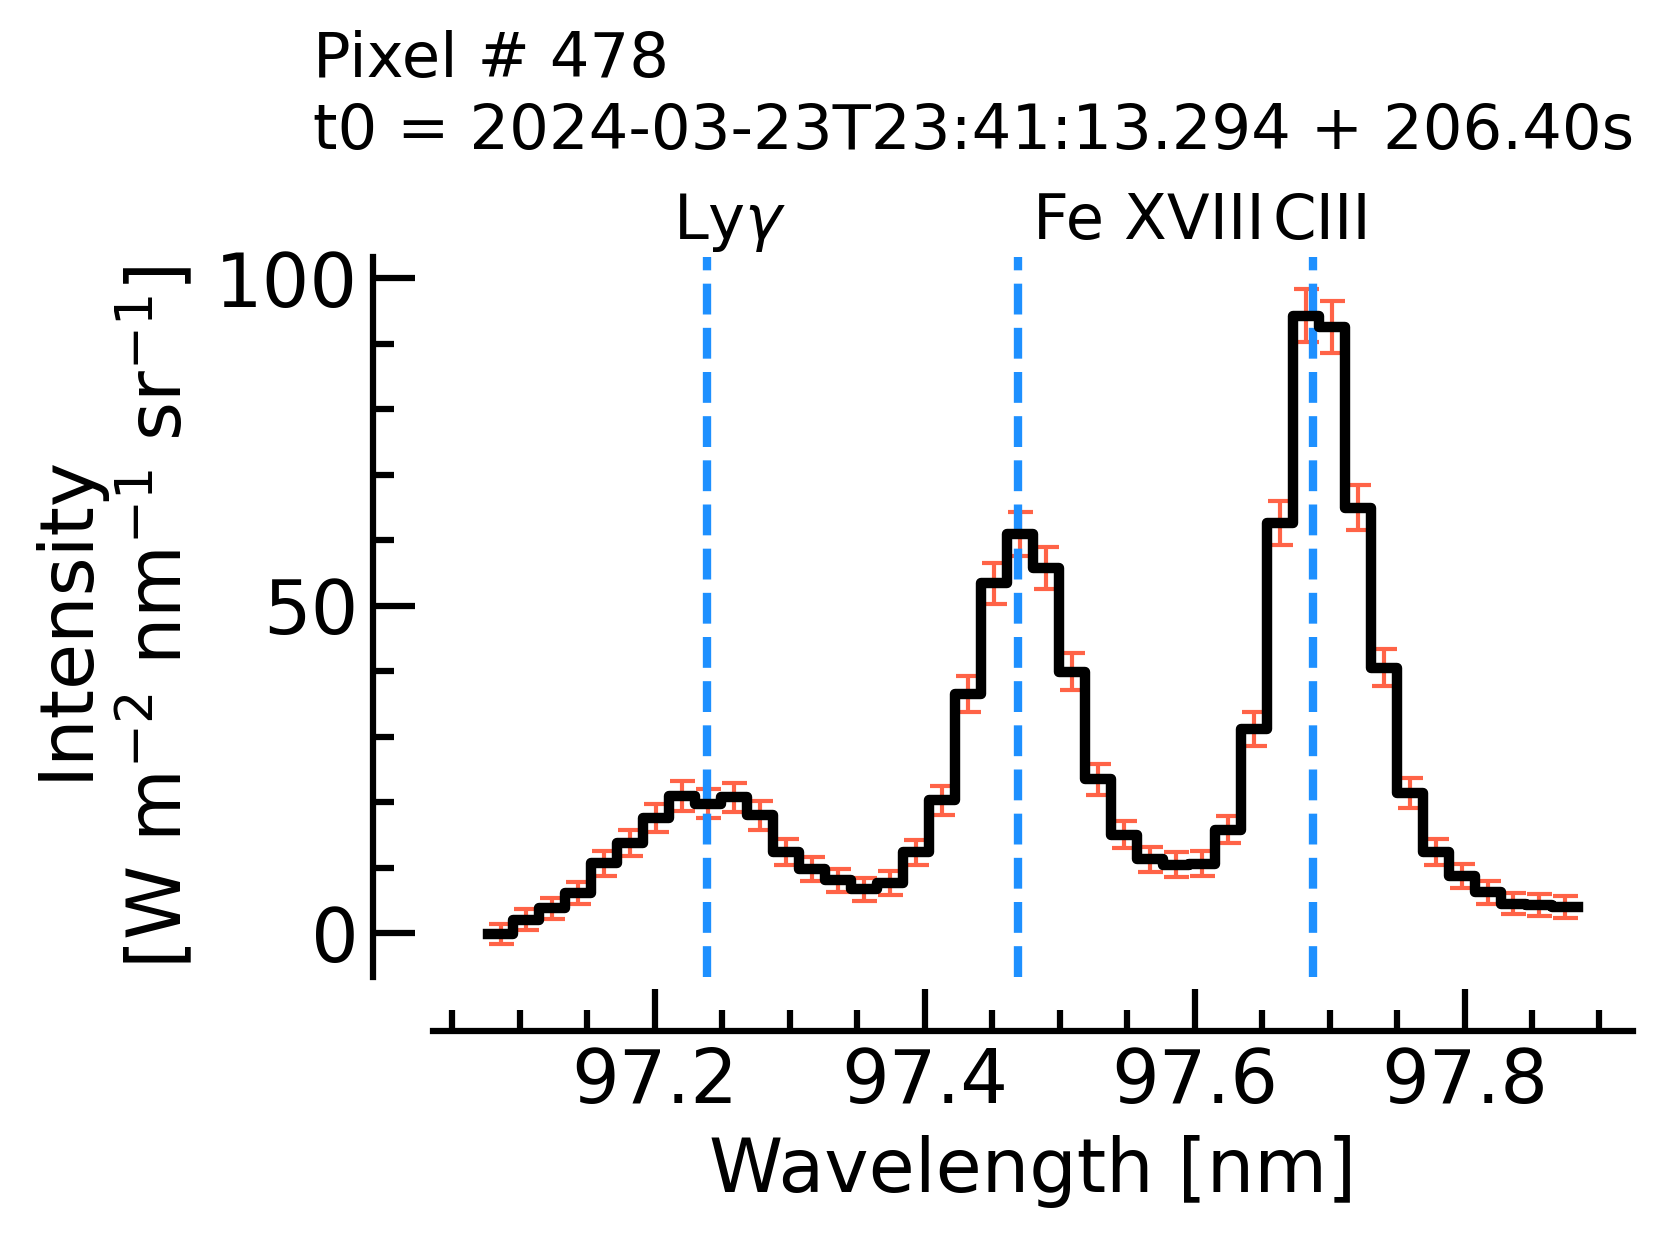 Pixel # 478
t0 = 2024-03-23T23:41:13.294 + 206.40s
Lyγ Fe XVIII CIII
Intensity
[W m⁻² nm⁻¹ sr⁻¹]
100
50
0
97.2 97.4 97.6 97.8
Wavelength [nm]